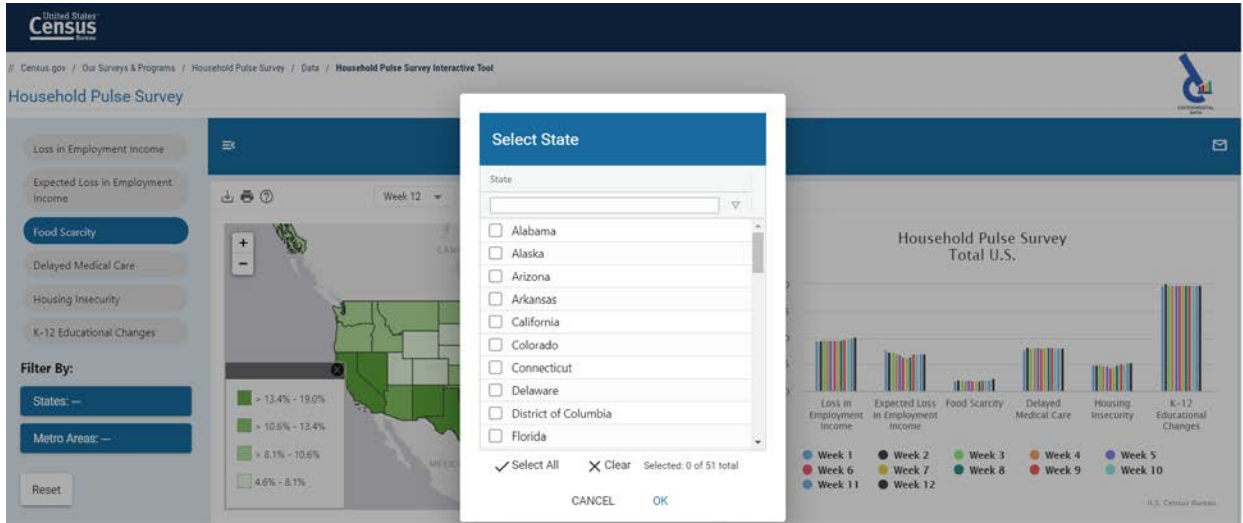 United States
Census
Bureau
// Census.gov / Our Surveys & Programs / Household Pulse Survey / Data / Household Pulse Survey Interactive Tool
Household Pulse Survey
EXPERIMENTAL
DATA
Loss in Employment Income
Expected Loss in Employment
Income
Food Scarcity
Delayed Medical Care
Housing Insecurity
K-12 Educational Changes
Filter By:
States: —
Metro Areas: —
Reset
Week 12
+
−
> 13.4% - 19.0%
> 10.6% - 13.4%
> 8.1% - 10.6%
4.6% - 8.1%
Select State
State
Alabama
Alaska
Arizona
Arkansas
California
Colorado
Connecticut
Delaware
District of Columbia
Florida
Select All
Clear
Selected: 0 of 51 total
CANCEL
OK
Household Pulse Survey
Total U.S.
Loss in
Employment
Income
Expected Loss
in Employment
Income
Food Scarcity
Delayed
Medical Care
Housing
Insecurity
K-12
Educational
Changes
Week 1 Week 2 Week 3 Week 4 Week 5
Week 6 Week 7 Week 8 Week 9 Week 10
Week 11 Week 12
U.S. Census Bureau